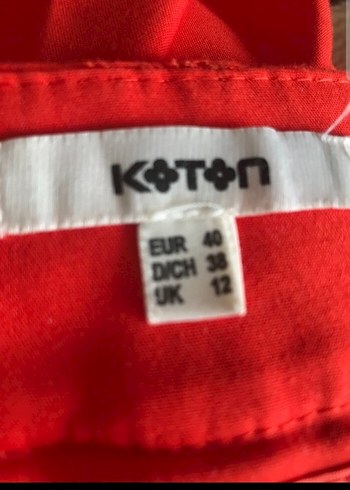 KOTON
EUR 40
D/CH 38
UK 12